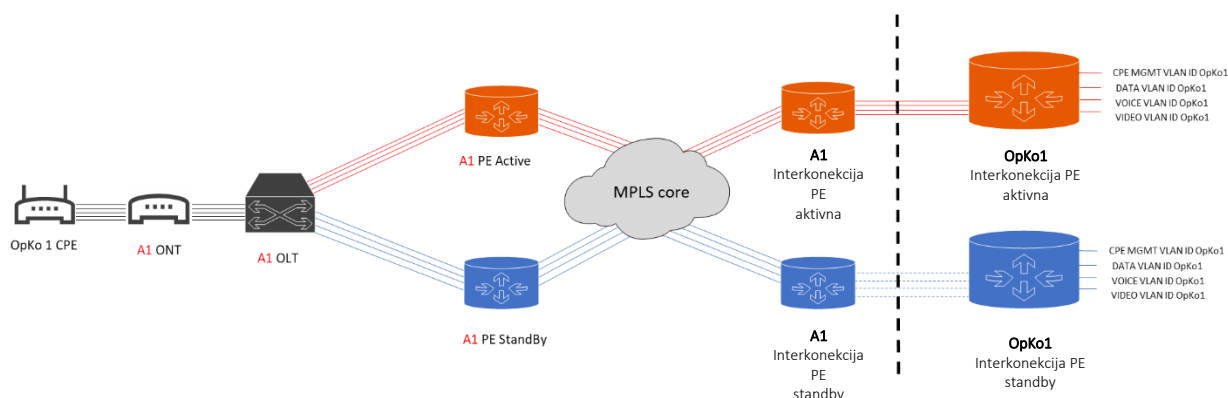 OpKo 1 CPE
A1 ONT
A1 OLT
A1 PE Active
A1 PE StandBy
MPLS core
A1
Interkonekcija
PE
aktivna
A1
Interkonekcija
PE
standby
OpKo1
Interkonekcija PE
aktivna
OpKo1
Interkonekcija PE
standby
CPE MGMT VLAN ID OpKo1
DATA VLAN ID OpKo1
VOICE VLAN ID OpKo1
VIDEO VLAN ID OpKo1
CPE MGMT VLAN ID OpKo1
DATA VLAN ID OpKo1
VOICE VLAN ID OpKo1
VIDEO VLAN ID OpKo1